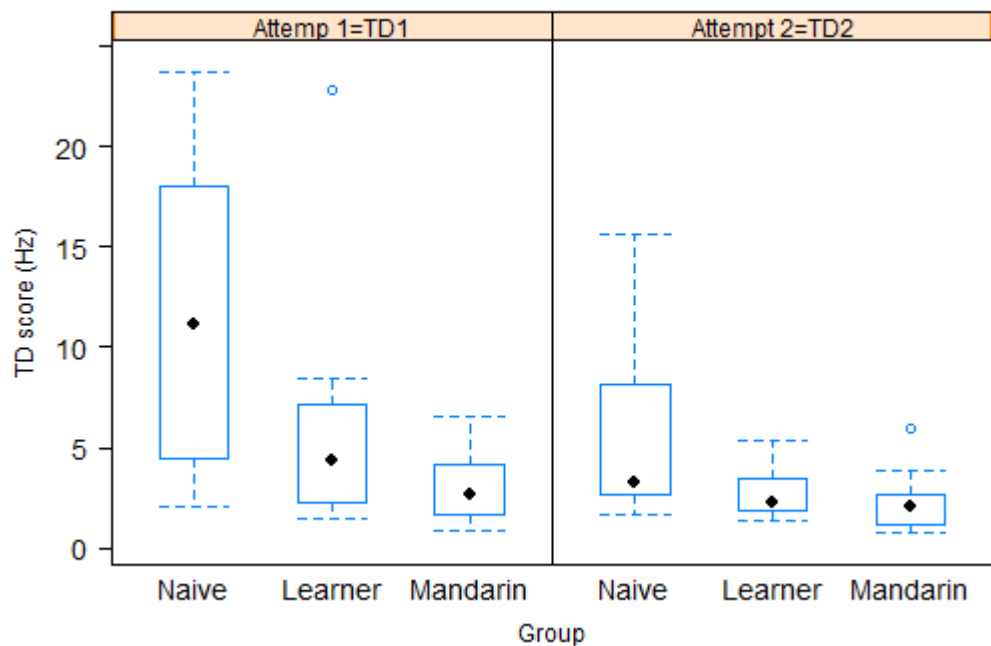 Attemp 1=TD1
Attempt 2=TD2
TD score (Hz)
20
15
10
5
0
Naive Learner Mandarin Naive Learner Mandarin
Group